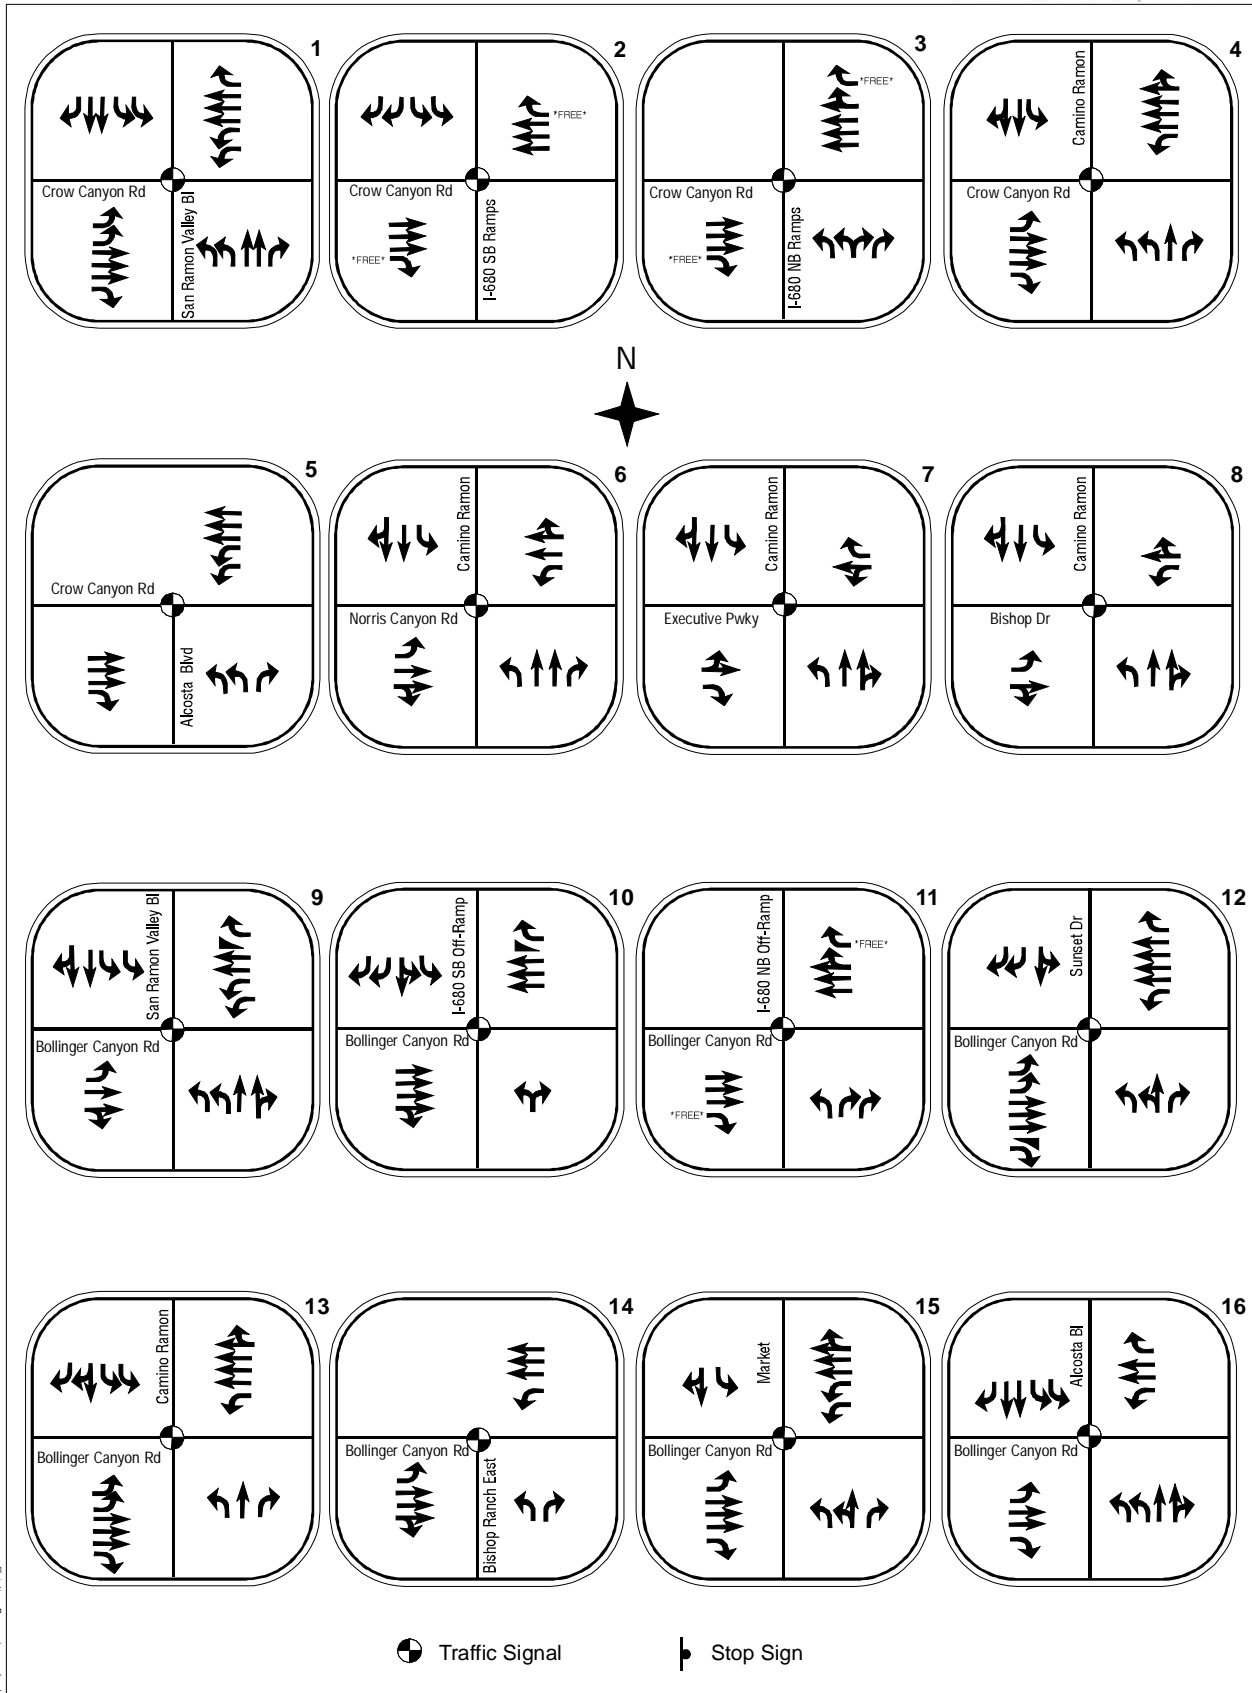 1
Crow Canyon Rd
San Ramon Valley Bl
2
*FREE*
Crow Canyon Rd
*FREE*
I-680 SB Ramps
3
*FREE*
Crow Canyon Rd
*FREE*
I-680 NB Ramps
4
Camino Ramon
Crow Canyon Rd
N
5
Crow Canyon Rd
Alcosta Blvd
6
Camino Ramon
Norris Canyon Rd
7
Camino Ramon
Executive Pwky
8
Camino Ramon
Bishop Dr
9
San Ramon Valley Bl
Bollinger Canyon Rd
10
I-680 SB Off-Ramp
Bollinger Canyon Rd
11
I-680 NB Off-Ramp
*FREE*
Bollinger Canyon Rd
*FREE*
12
Sunset Dr
Bollinger Canyon Rd
13
Camino Ramon
Bollinger Canyon Rd
14
Bollinger Canyon Rd
Bishop Ranch East
15
Market
Bollinger Canyon Rd
16
Alcosta Bl
Bollinger Canyon Rd
Traffic Signal
Stop Sign